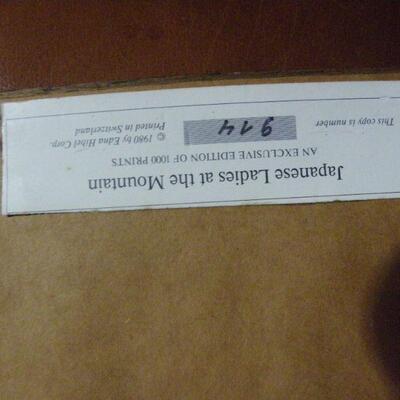 Japanese Ladies at the Mountain
AN EXCLUSIVE EDITION OF 1000 PRINTS
This copy is number
© 1980 by Edna Hibel Corp.
Printed in Switzerland